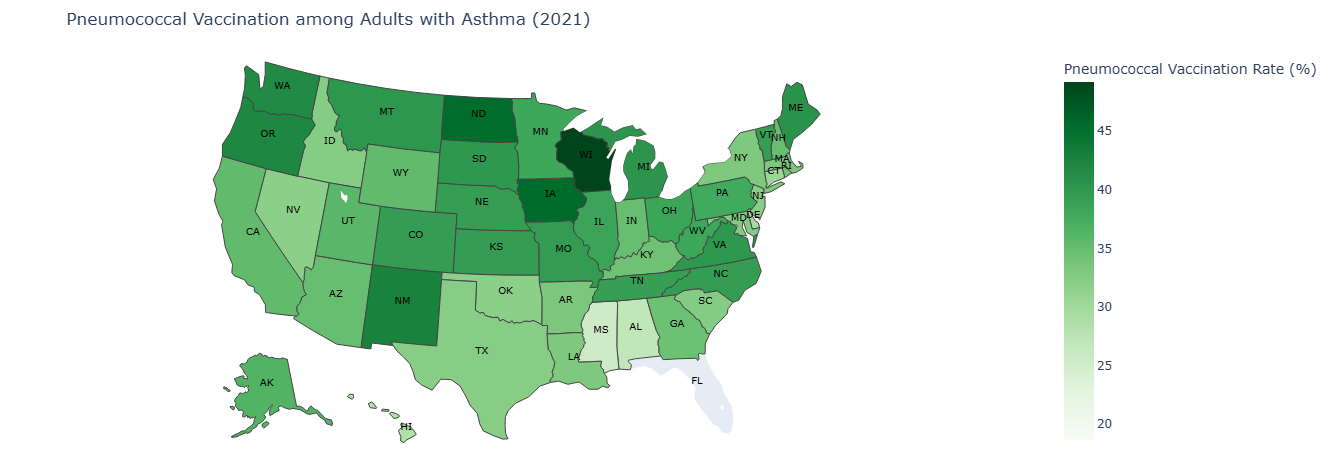 Pneumococcal Vaccination among Adults with Asthma (2021)
Pneumococcal Vaccination Rate (%)
45
40
35
30
25
20
WA
MT
ND
MN
ME
OR
ID
SD
WI
MI
VT
NH
NY
MA
CT
RI
WY
NE
IA
PA
NJ
NV
UT
CO
IL
IN
OH
MD
DE
CA
KS
MO
KY
WV
VA
AZ
NM
OK
AR
TN
NC
SC
TX
LA
MS
AL
GA
FL
AK
HI